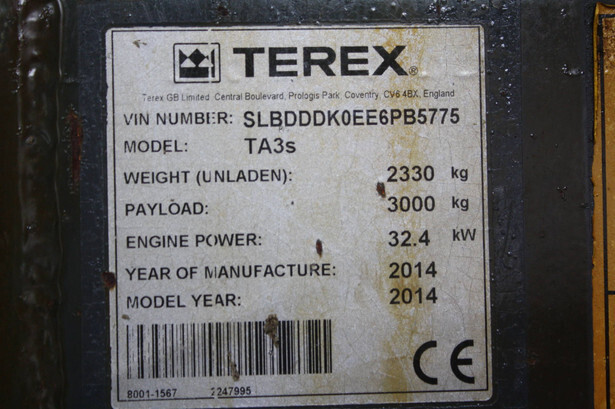 TEREX®
Terex GB Limited, Central Boulevard, Prologis Park, Coventry, CV6 4BX, England
VIN NUMBER: SLBDDDK0EE6PB5775
MODEL: TA3s
WEIGHT (UNLADEN): 2330 kg
PAYLOAD: 3000 kg
ENGINE POWER: 32.4 kW
YEAR OF MANUFACTURE: 2014
MODEL YEAR: 2014
CE
8001-1567 2247995